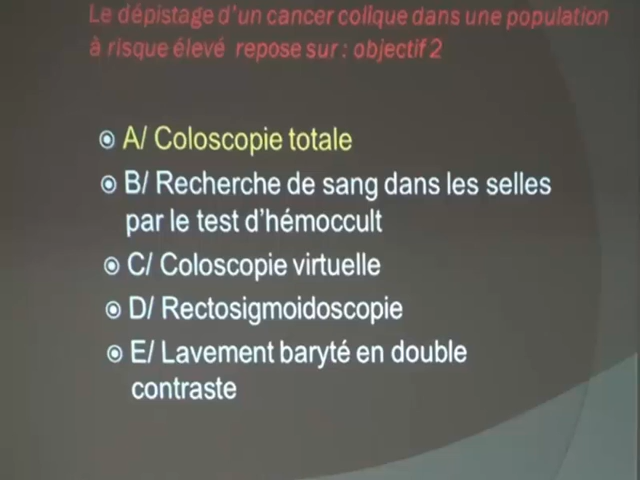 Le dépistage d'un cancer colique dans une population
à risque élevé repose sur : objectif 2
A/ Coloscopie totale
B/ Recherche de sang dans les selles
par le test d'hémoccult
C/ Coloscopie virtuelle
D/ Rectosigmoidoscopie
E/ Lavement baryté en double
contraste